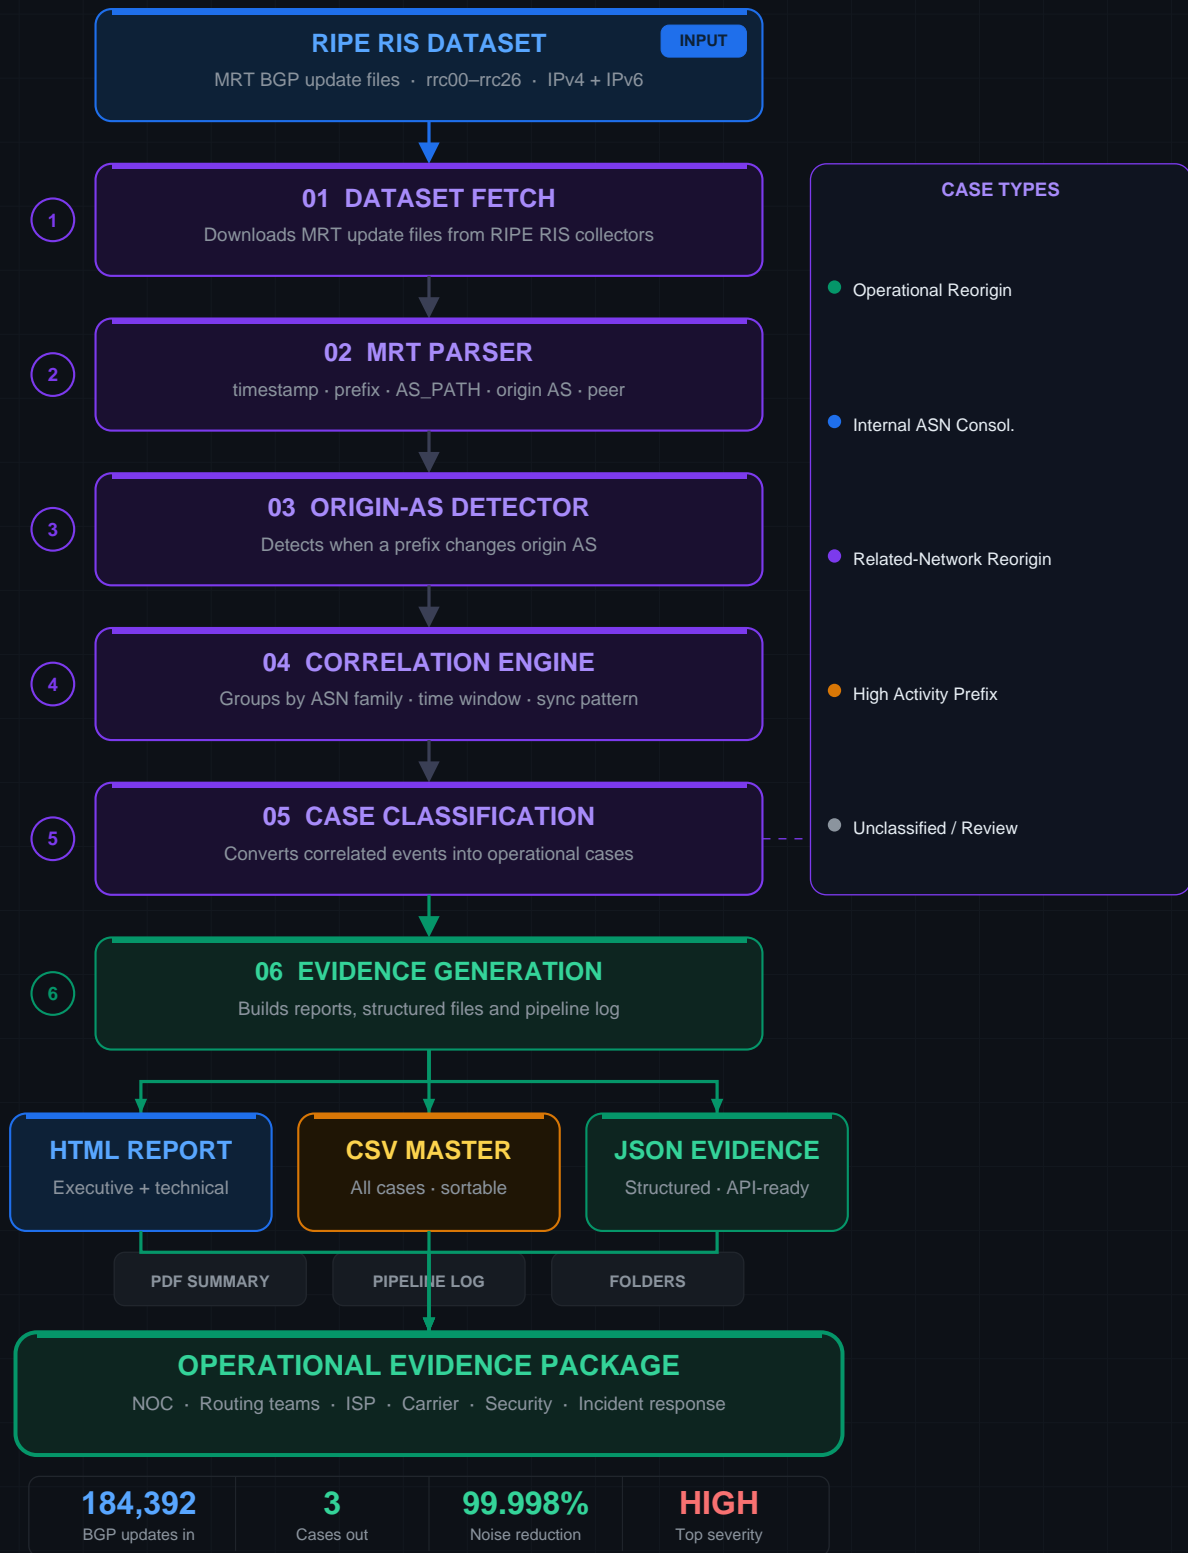 RIPE RIS DATASET
INPUT
MRT BGP update files · rrc00–rrc26 · IPv4 + IPv6
1
01 DATASET FETCH
Downloads MRT update files from RIPE RIS collectors
2
02 MRT PARSER
timestamp · prefix · AS_PATH · origin AS · peer
3
03 ORIGIN-AS DETECTOR
Detects when a prefix changes origin AS
4
04 CORRELATION ENGINE
Groups by ASN family · time window · sync pattern
5
05 CASE CLASSIFICATION
Converts correlated events into operational cases
CASE TYPES
Operational Reorigin
Internal ASN Consol.
Related-Network Reorigin
High Activity Prefix
Unclassified / Review
6
06 EVIDENCE GENERATION
Builds reports, structured files and pipeline log
HTML REPORT
Executive + technical
CSV MASTER
All cases · sortable
JSON EVIDENCE
Structured · API-ready
PDF SUMMARY
PIPELINE LOG
FOLDERS
OPERATIONAL EVIDENCE PACKAGE
NOC · Routing teams · ISP · Carrier · Security · Incident response
184,392
BGP updates in
3
Cases out
99.998%
Noise reduction
HIGH
Top severity